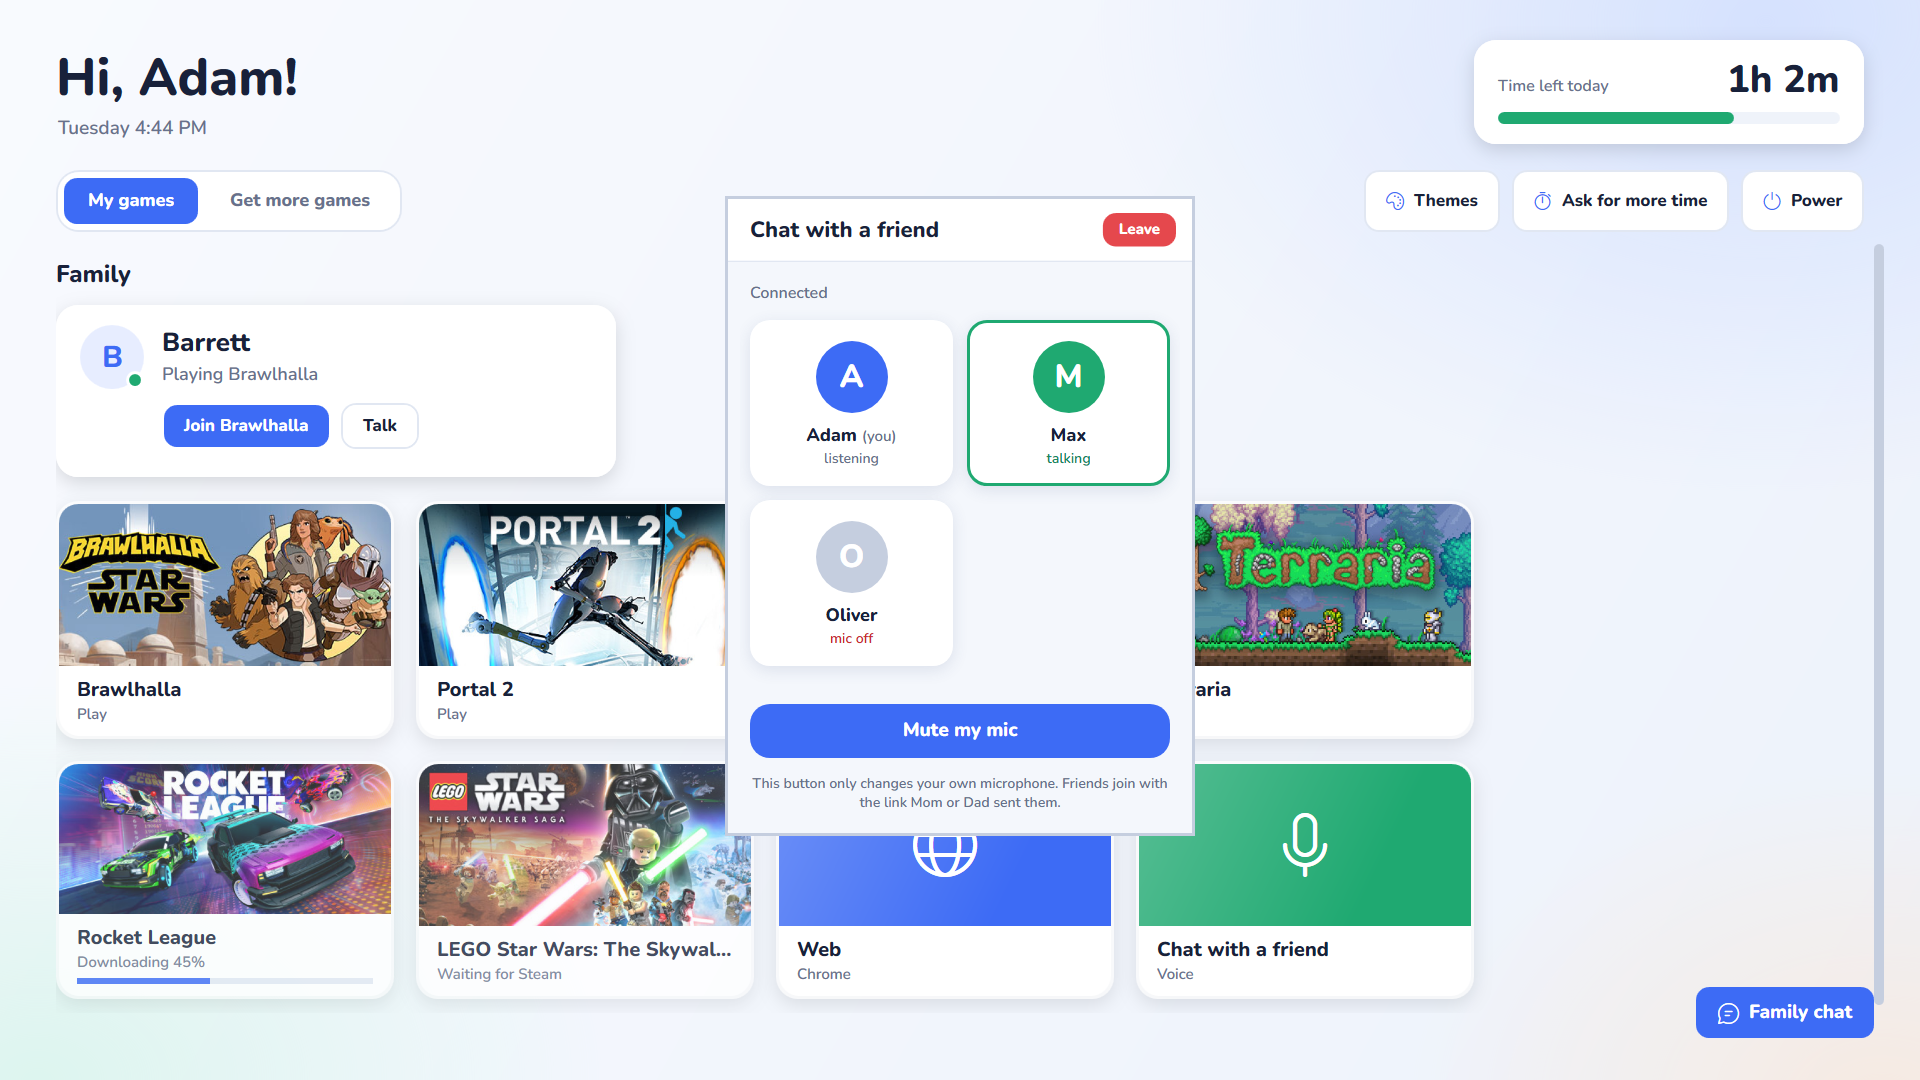 Hi, Adam!
Tuesday 4:44 PM
Time left today
1h 2m
My games
Get more games
Themes
Ask for more time
Power
Family
B
Barrett
Playing Brawlhalla
Join Brawlhalla
Talk
Chat with a friend
Leave
Connected
A
Adam (you)
listening
M
Max
talking
O
Oliver
mic off
Mute my mic
This button only changes your own microphone. Friends join with
the link Mom or Dad sent them.
BRAWLHALLA
STAR
WARS
Brawlhalla
Play
PORTAL 2
Portal 2
Play
Terraria
raria
ROCKET
LEAGUE
Rocket League
Downloading 45%
LEGO
STAR
WARS
THE SKYWALKER SAGA
LEGO Star Wars: The Skywal...
Waiting for Steam
Web
Chrome
Chat with a friend
Voice
Family chat